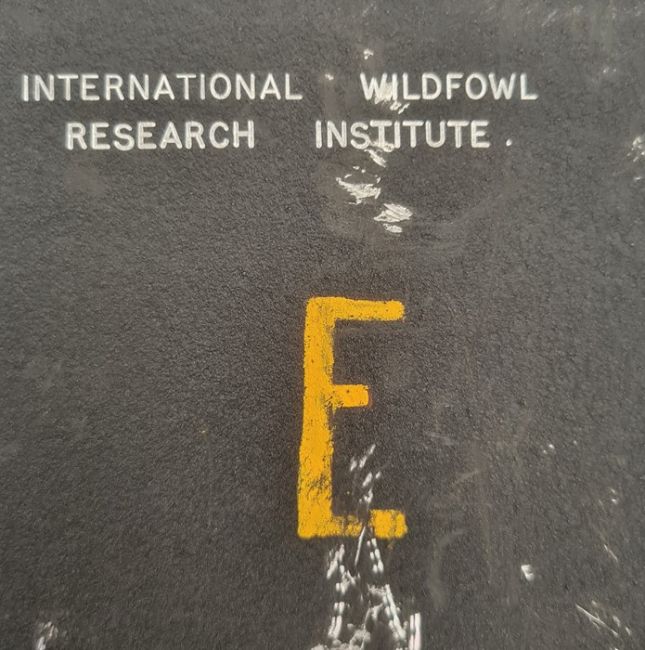 INTERNATIONAL WILDFOWL
RESEARCH INSTITUTE.
E